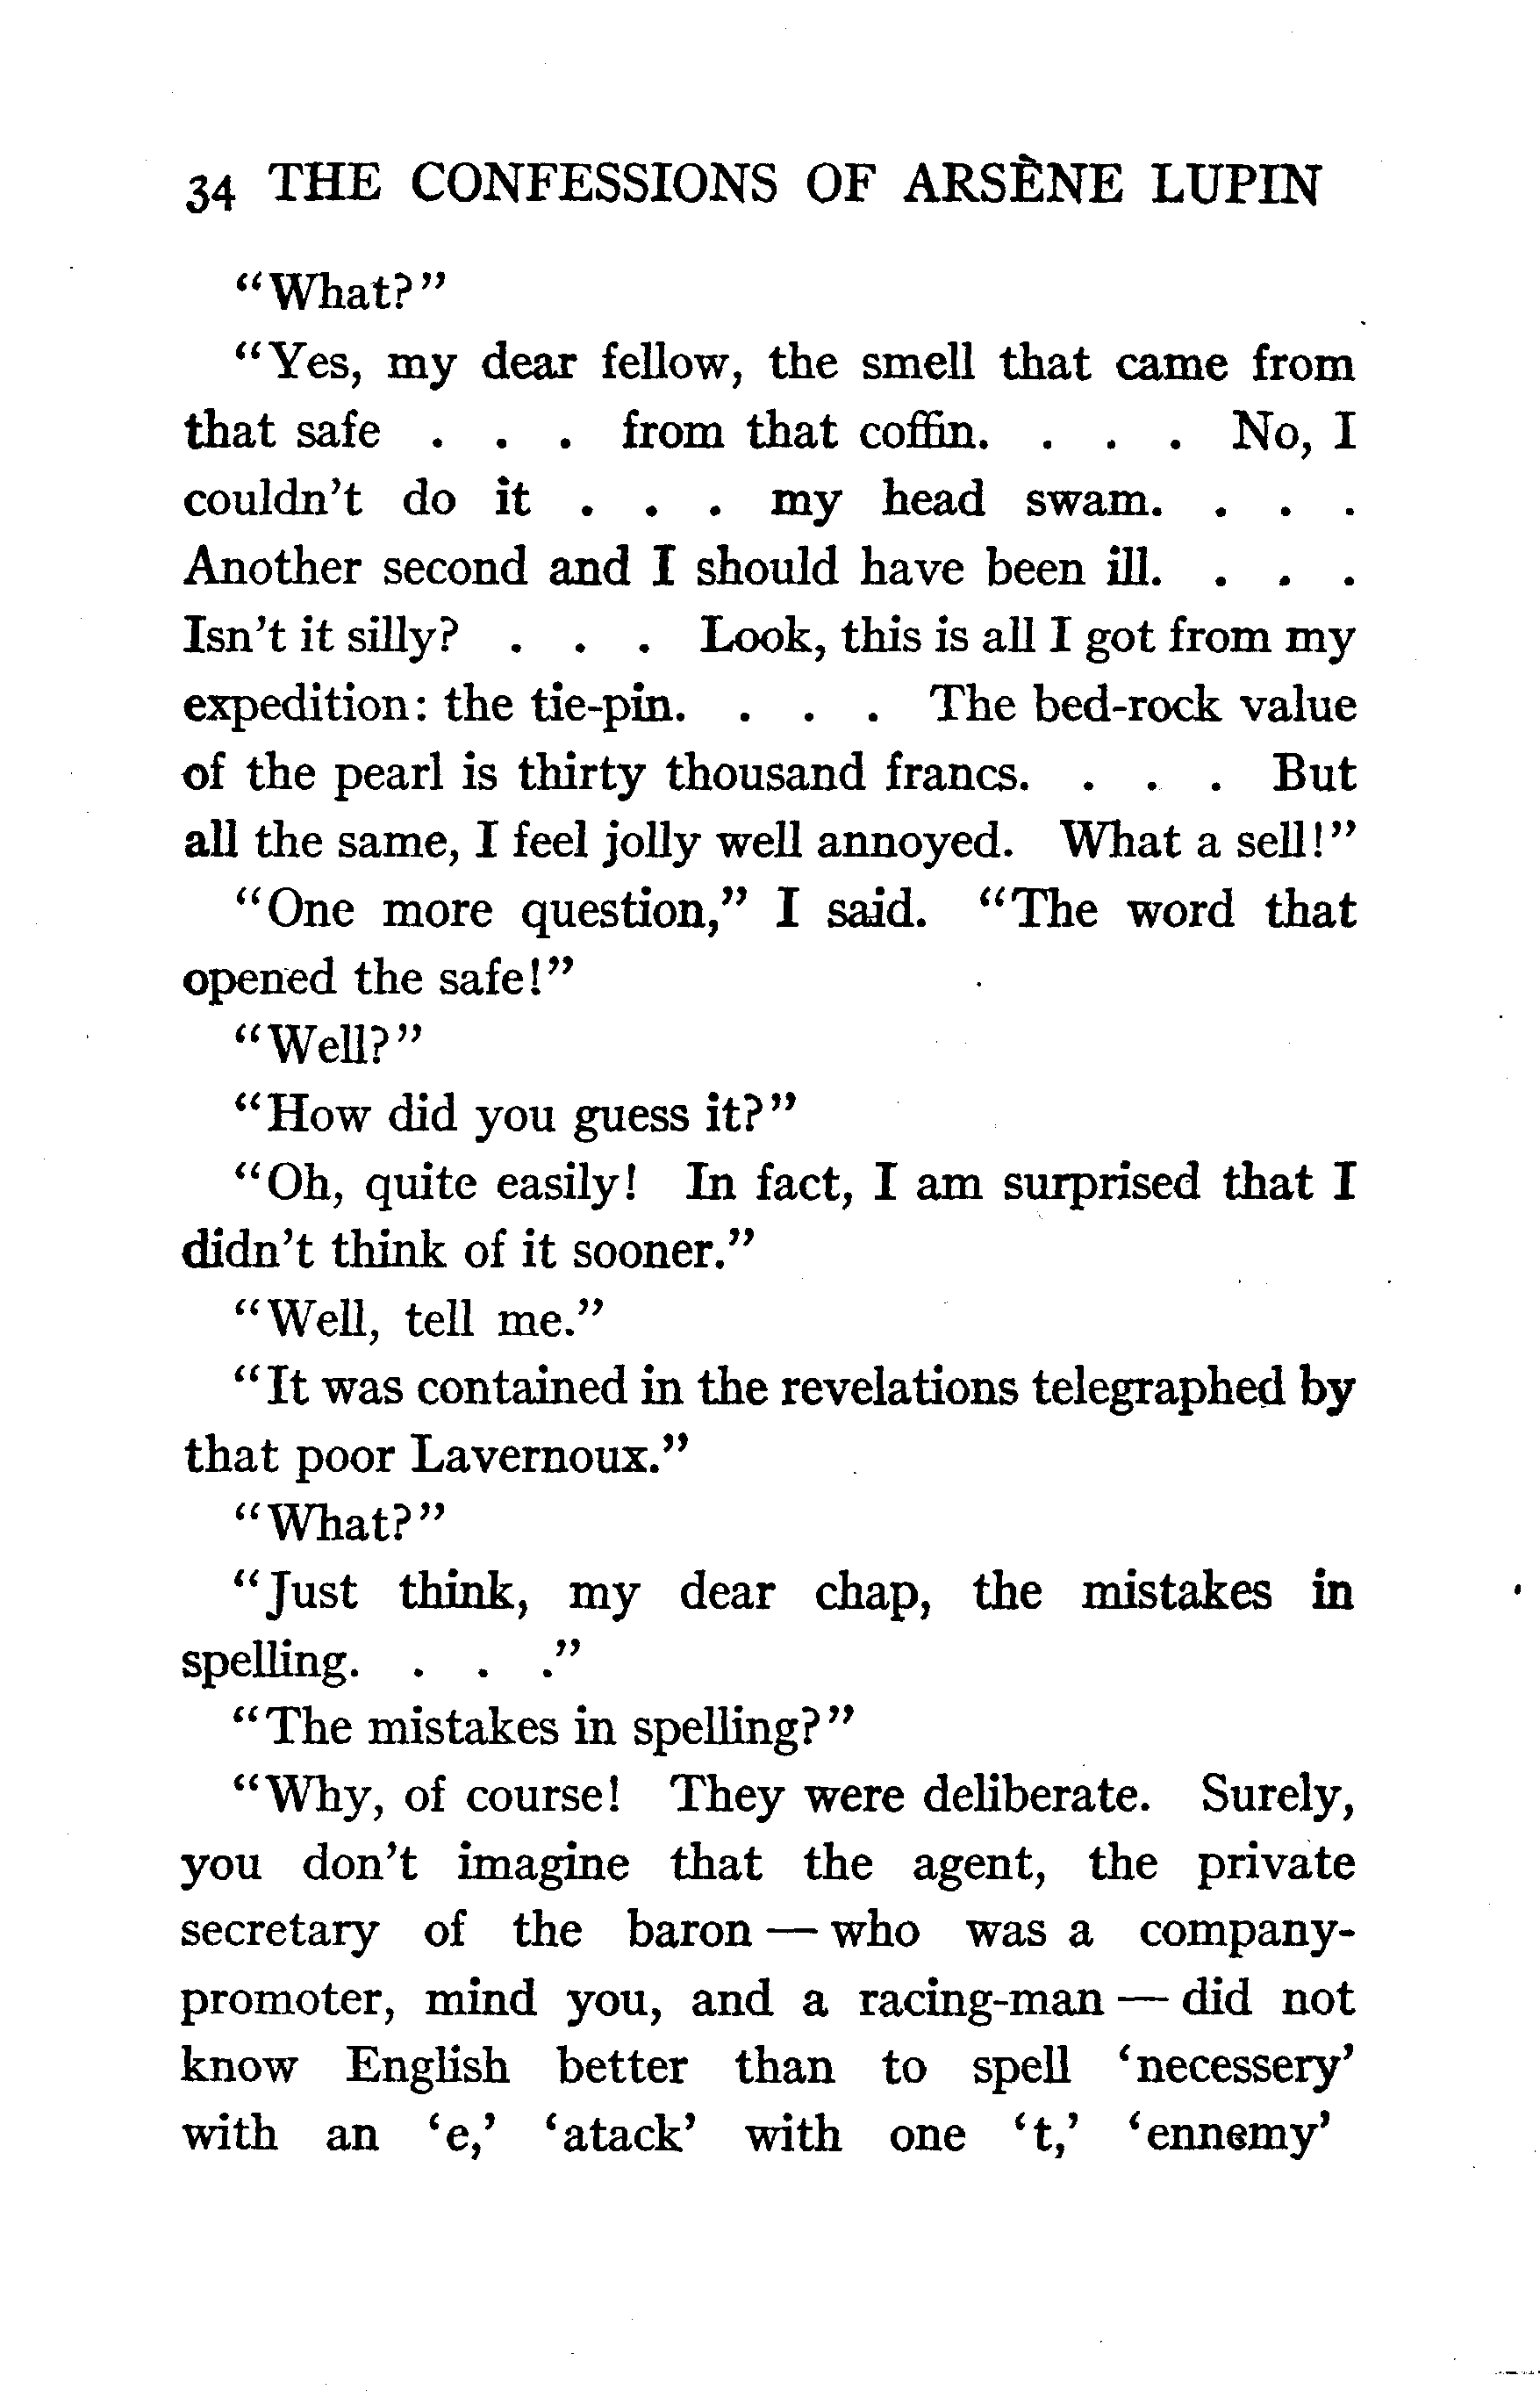 34 THE CONFESSIONS OF ARSÈNE LUPIN
“What?”
“Yes, my dear fellow, the smell that came from
that safe . . . from that coffin. . . . No, I
couldn’t do it . . . my head swam. . . .
Another second and I should have been ill. . . .
Isn’t it silly? . . . Look, this is all I got from my
expedition: the tie-pin. . . . The bed-rock value
of the pearl is thirty thousand francs. . . . But
all the same, I feel jolly well annoyed. What a sell!”
“One more question,” I said. “The word that
opened the safe!”
“Well?”
“How did you guess it?”
“Oh, quite easily! In fact, I am surprised that I
didn’t think of it sooner.”
“Well, tell me.”
“It was contained in the revelations telegraphed by
that poor Lavernoux.”
“What?”
“Just think, my dear chap, the mistakes in
spelling. . . .”
“The mistakes in spelling?”
“Why, of course! They were deliberate. Surely,
you don’t imagine that the agent, the private
secretary of the baron — who was a company-
promoter, mind you, and a racing-man — did not
know English better than to spell ‘necessery’
with an ‘e,’ ‘atack’ with one ‘t,’ ‘ennemy’